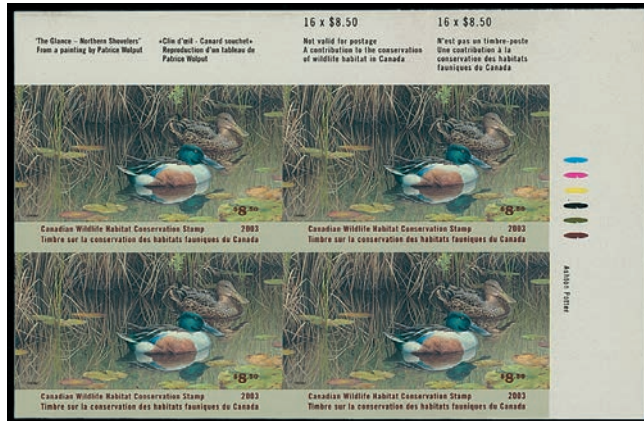 16 x $8.50
16 x $8.50
'The Glance – Northern Shovelers'
From a painting by Patrice Wolput
«Clin d'œil - Canard souchet»
Reproduction d'un tableau de
Patrice Wolput
Not valid for postage
A contribution to the conservation
of wildlife habitat in Canada
N'est pas un timbre-poste
Une contribution à la
conservation des habitats
fauniques du Canada
$8.50
$8.50
Canadian Wildlife Habitat Conservation Stamp 2003
Timbre sur la conservation des habitats fauniques du Canada
Canadian Wildlife Habitat Conservation Stamp 2003
Timbre sur la conservation des habitats fauniques du Canada
Ashton Potter
$8.50
$8.50
Canadian Wildlife Habitat Conservation Stamp 2003
Timbre sur la conservation des habitats fauniques du Canada
Canadian Wildlife Habitat Conservation Stamp 2003
Timbre sur la conservation des habitats fauniques du Canada